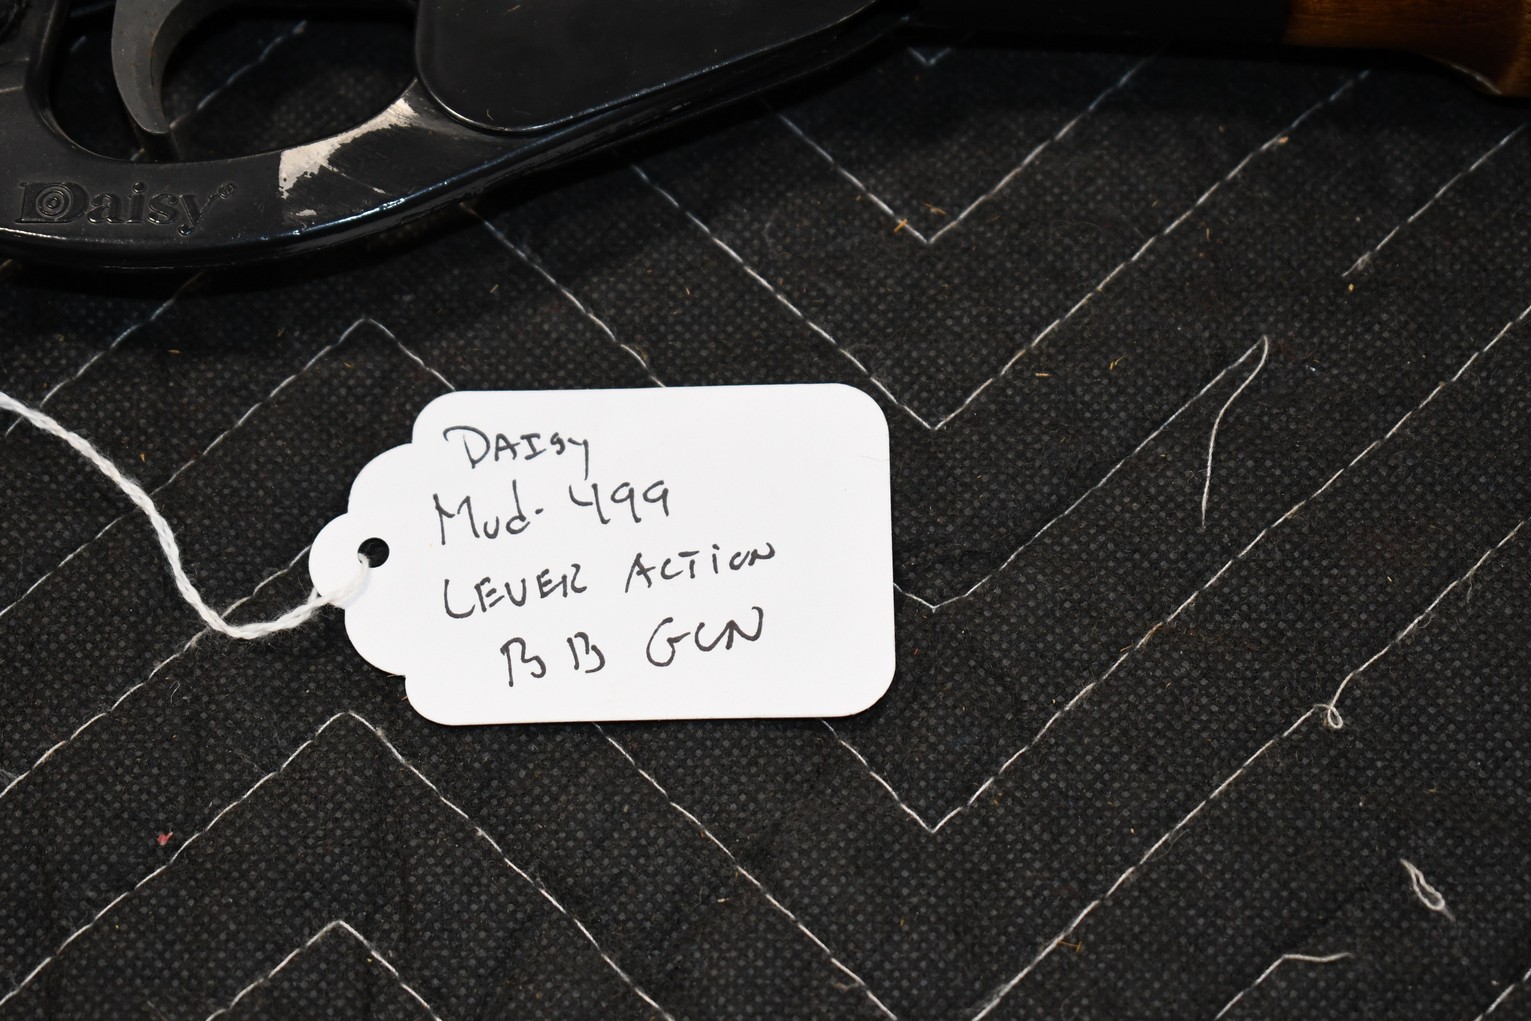 Daisy
DAISY
Mod. 499
LEVER ACTION
BB GUN